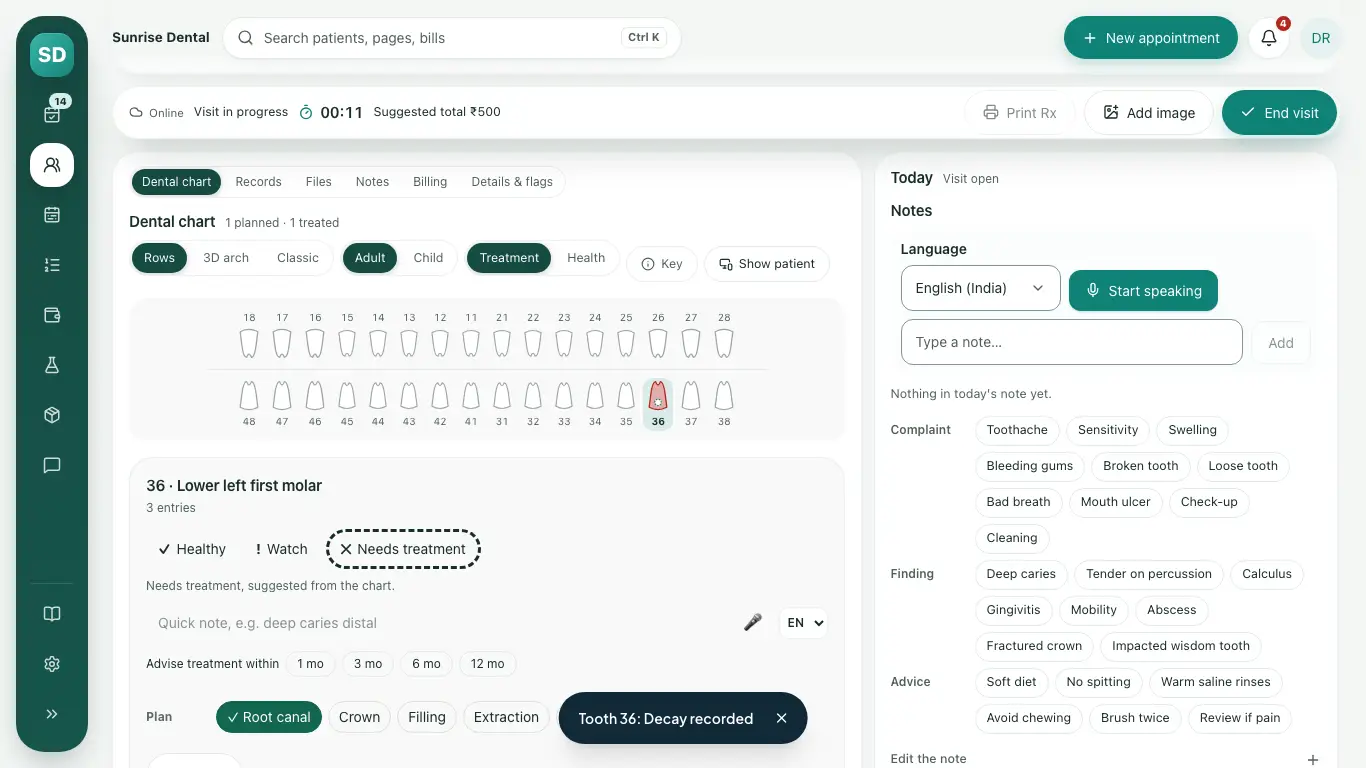 SD
Sunrise Dental
Search patients, pages, bills
Ctrl K
New appointment
4
DR
14
Online
Visit in progress
00:11
Suggested total ₹500
Print Rx
Add image
End visit
Dental chart Records Files Notes Billing Details & flags
Dental chart 1 planned · 1 treated
Rows 3D arch Classic Adult Child Treatment Health Key Show patient
18 17 16 15 14 13 12 11 21 22 23 24 25 26 27 28
48 47 46 45 44 43 42 41 31 32 33 34 35 36 37 38
36 · Lower left first molar
3 entries
Healthy ! Watch Needs treatment
Needs treatment, suggested from the chart.
Quick note, e.g. deep caries distal
EN
Advise treatment within 1 mo 3 mo 6 mo 12 mo
Plan Root canal Crown Filling Extraction
Tooth 36: Decay recorded
Today Visit open
Notes
Language
English (India)
Start speaking
Type a note...
Add
Nothing in today's note yet.
Complaint Toothache Sensitivity Swelling
Bleeding gums Broken tooth Loose tooth
Bad breath Mouth ulcer Check-up
Cleaning
Finding Deep caries Tender on percussion Calculus
Gingivitis Mobility Abscess
Fractured crown Impacted wisdom tooth
Advice Soft diet No spitting Warm saline rinses
Avoid chewing Brush twice Review if pain
Edit the note